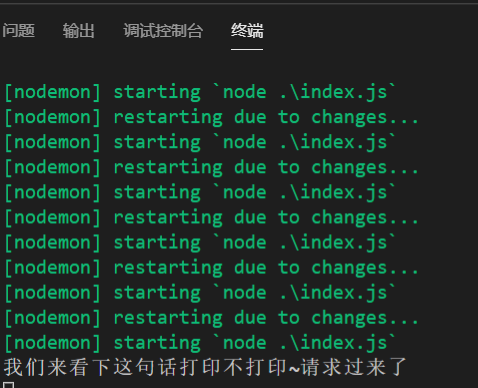 问题 输出 调试控制台 终端
[nodemon] starting `node .\index.js`
[nodemon] restarting due to changes...
[nodemon] starting `node .\index.js`
[nodemon] restarting due to changes...
[nodemon] starting `node .\index.js`
[nodemon] restarting due to changes...
[nodemon] starting `node .\index.js`
[nodemon] restarting due to changes...
[nodemon] starting `node .\index.js`
[nodemon] restarting due to changes...
[nodemon] starting `node .\index.js`
我们来看下这句话打印不打印~请求过来了